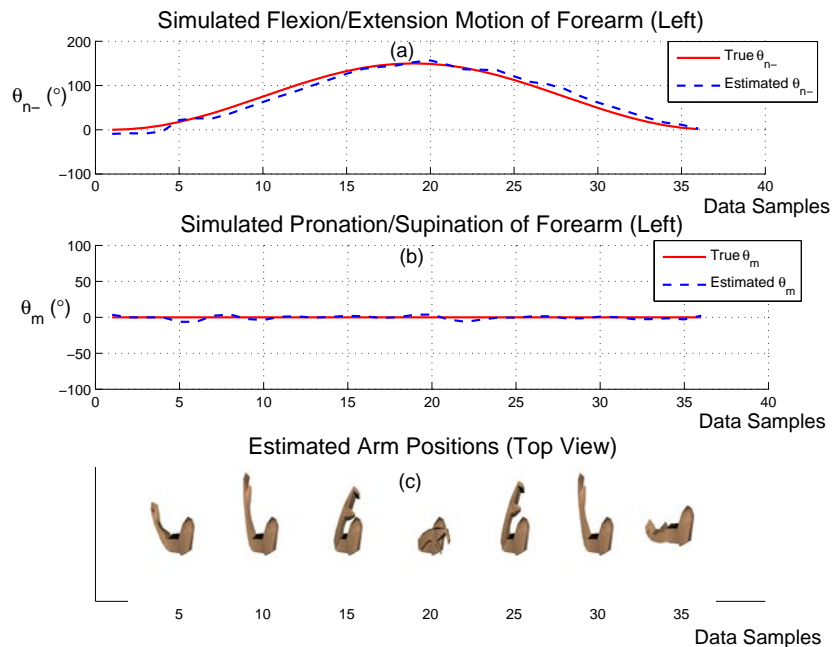 Simulated Flexion/Extension Motion of Forearm (Left)
(a)
200
100
0
−100
θn− (°)
True θn−
Estimated θn−
0 5 10 15 20 25 30 35 40
Data Samples
Simulated Pronation/Supination of Forearm (Left)
(b)
100
50
0
−50
−100
θm (°)
True θm
Estimated θm
0 5 10 15 20 25 30 35 40
Data Samples
Estimated Arm Positions (Top View)
(c)
5 10 15 20 25 30 35
Data Samples